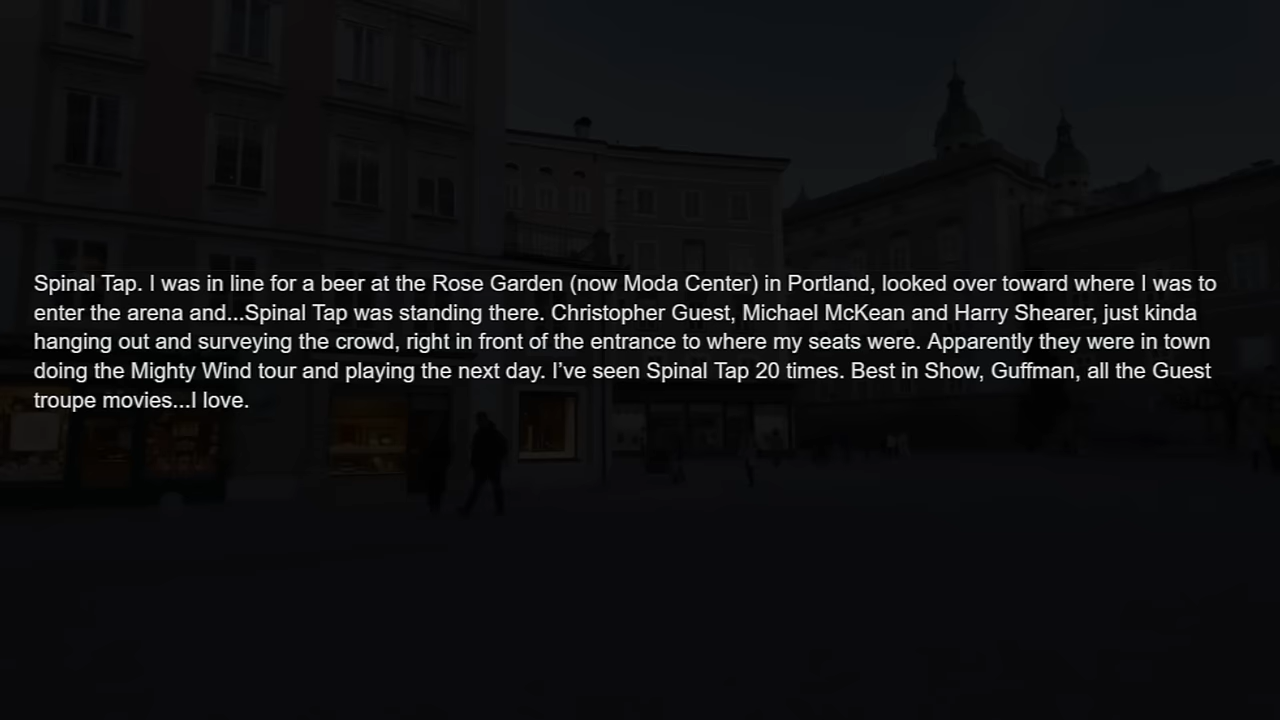 Spinal Tap. I was in line for a beer at the Rose Garden (now Moda Center) in Portland, looked over toward where I was to
enter the arena and...Spinal Tap was standing there. Christopher Guest, Michael McKean and Harry Shearer, just kinda
hanging out and surveying the crowd, right in front of the entrance to where my seats were. Apparently they were in town
doing the Mighty Wind tour and playing the next day. I’ve seen Spinal Tap 20 times. Best in Show, Guffman, all the Guest
troupe movies...I love.